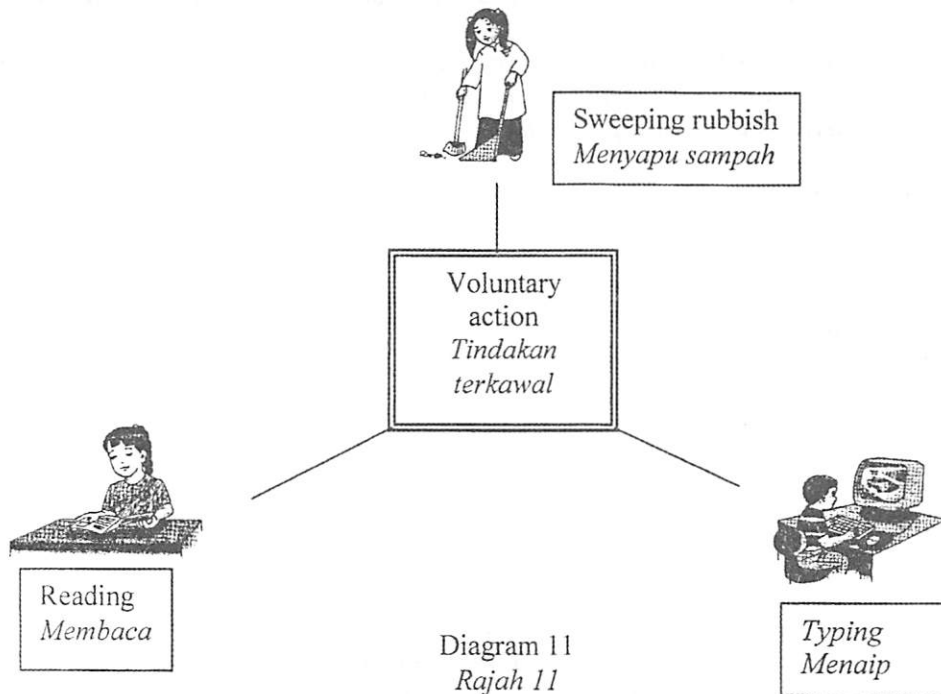 Sweeping rubbish
Menyapu sampah
Voluntary
action
Tindakan
terkawal
Reading
Membaca
Typing
Menaip
Diagram 11
Rajah 11